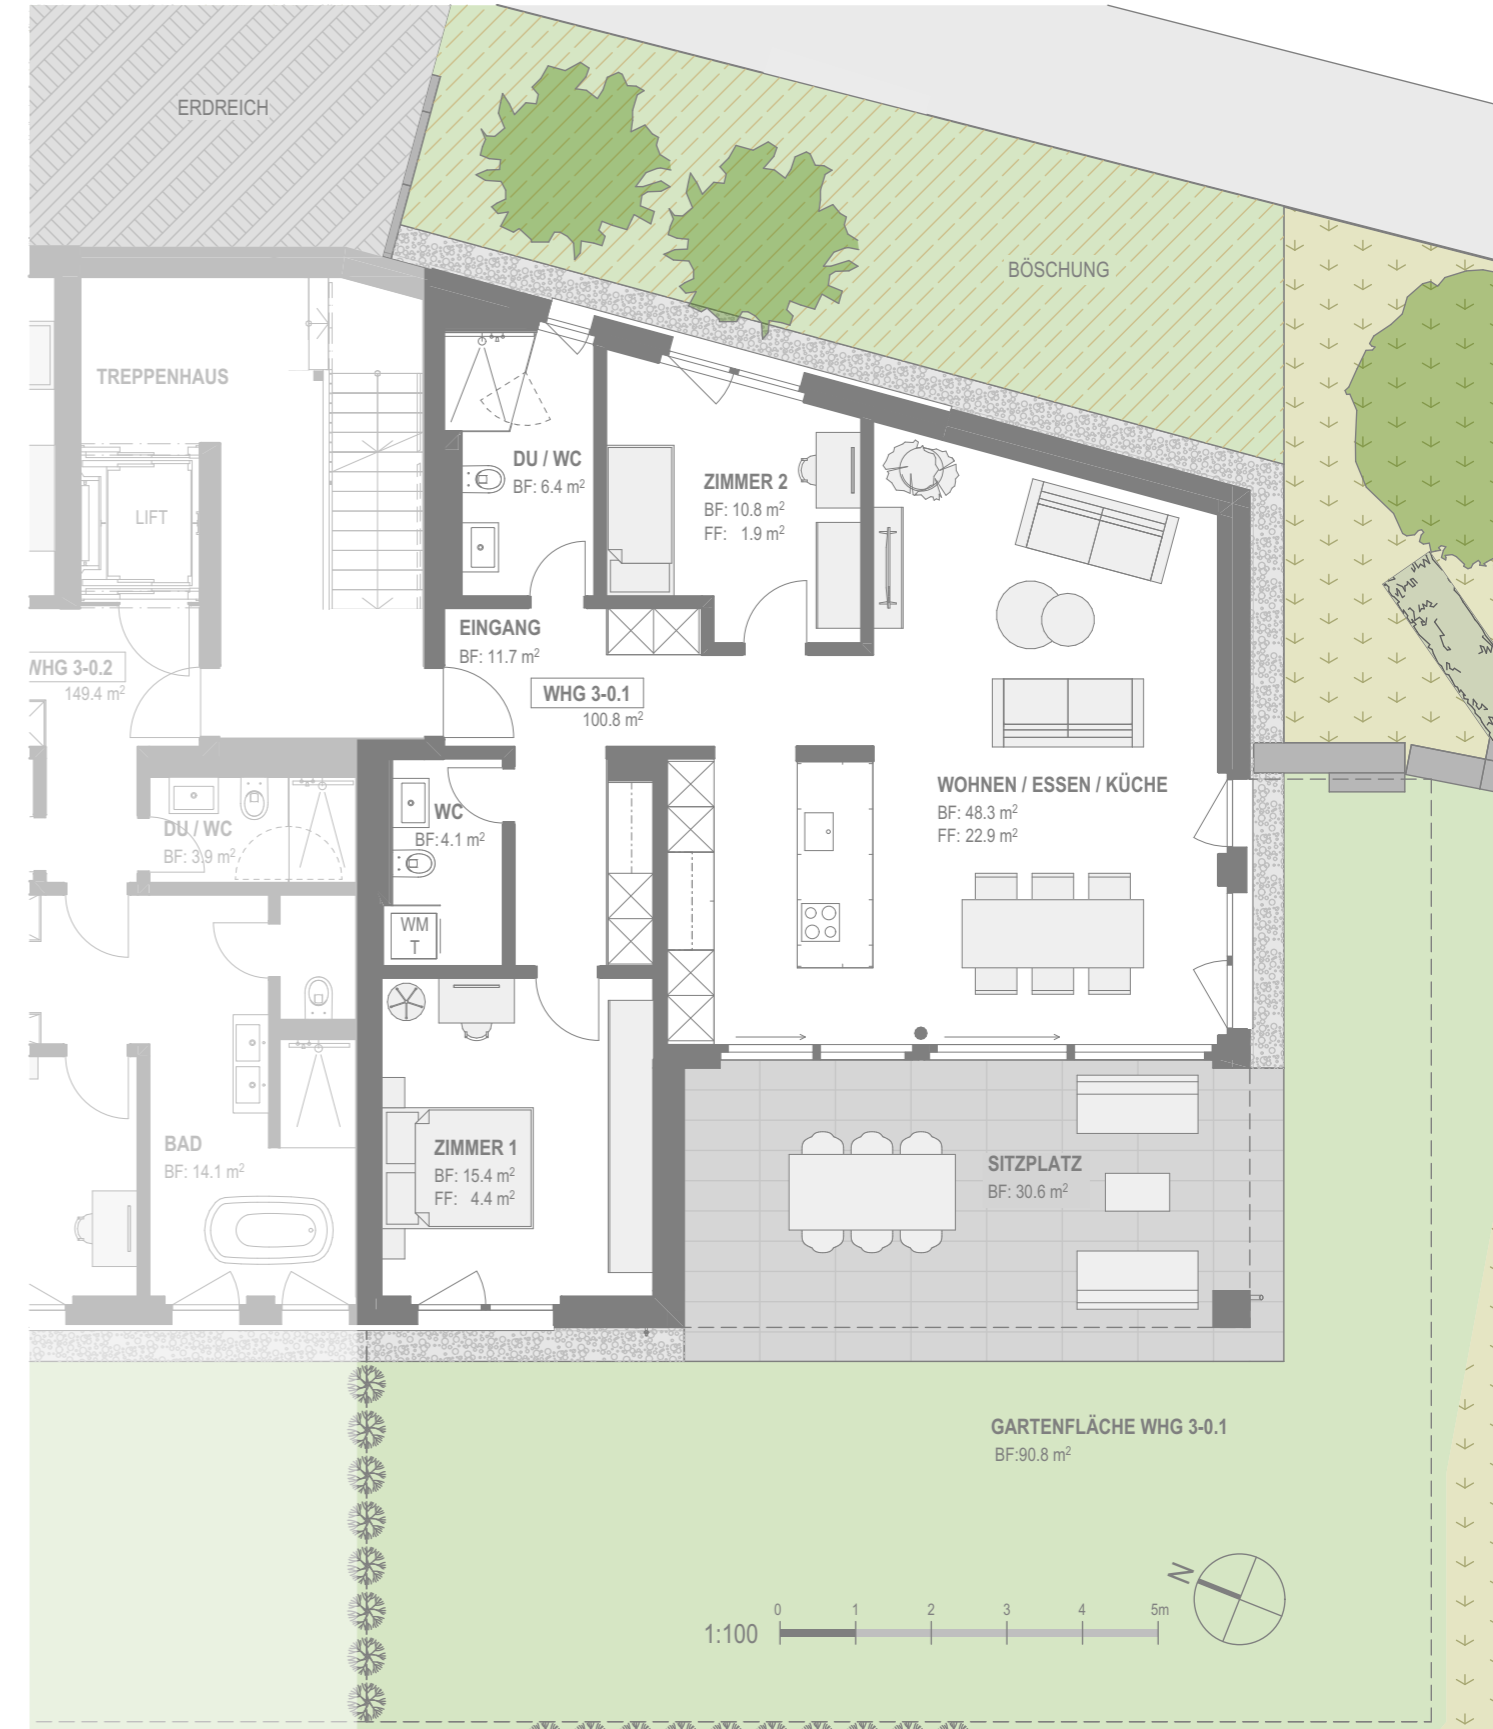 ERDREICH
BÖSCHUNG
TREPPENHAUS
DU / WC
BF: 6.4 m²
ZIMMER 2
BF: 10.8 m²
FF: 1.9 m²
LIFT
EINGANG
BF: 11.7 m²
WHG 3-0.2
149.4 m²
WHG 3-0.1
100.8 m²
WOHNEN / ESSEN / KÜCHE
BF: 48.3 m²
FF: 22.9 m²
DU / WC
BF: 3.9 m²
WC
BF:4.1 m²
WM
T
BAD
BF: 14.1 m²
ZIMMER 1
BF: 15.4 m²
FF: 4.4 m²
SITZPLATZ
BF: 30.6 m²
GARTENFLÄCHE WHG 3-0.1
BF:90.8 m²
N
0 1 2 3 4 5m
1:100